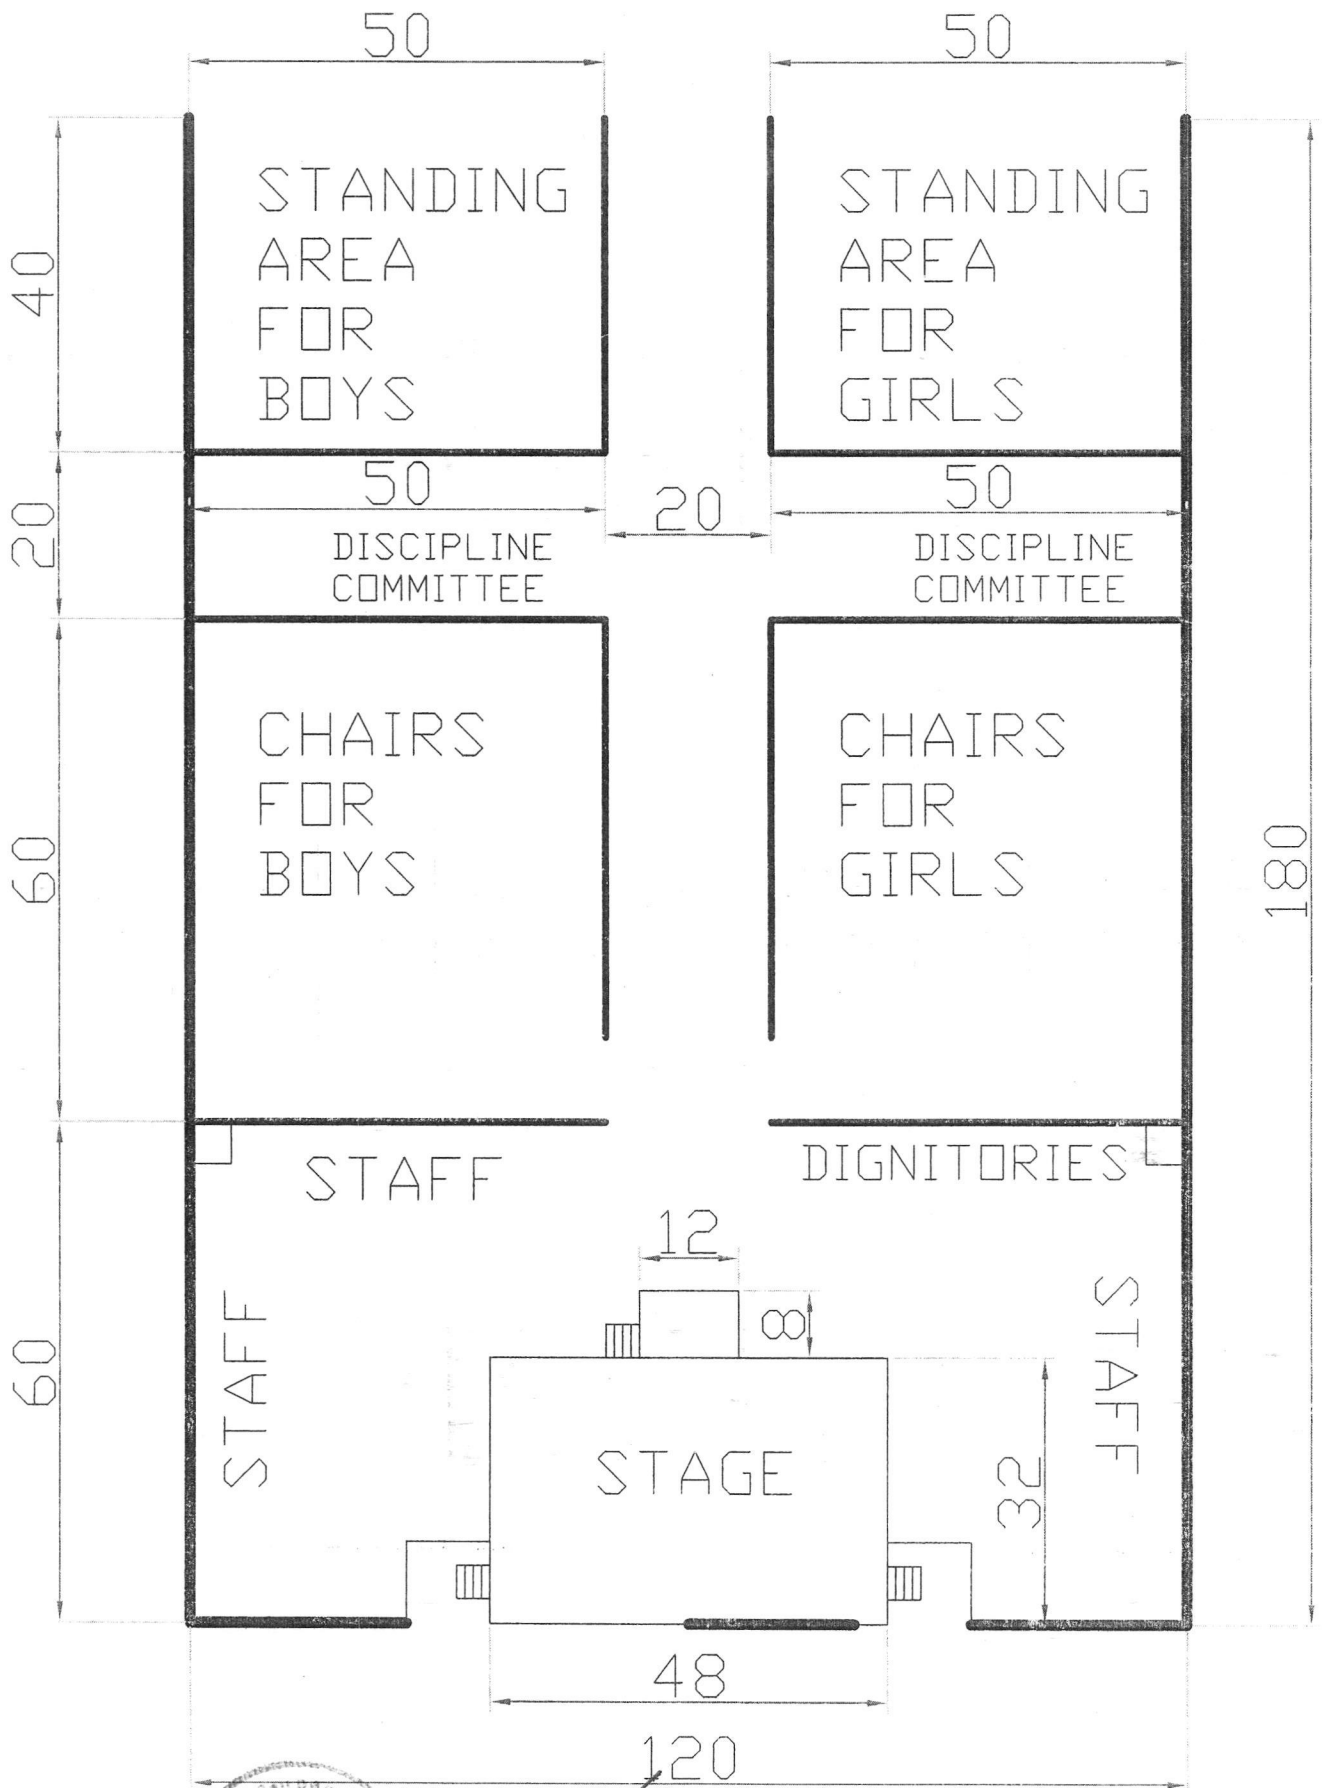 50
50
STANDING
AREA
FOR
BOYS
STANDING
AREA
FOR
GIRLS
40
50
20
50
20
DISCIPLINE
COMMITTEE
DISCIPLINE
COMMITTEE
CHAIRS
FOR
BOYS
CHAIRS
FOR
GIRLS
60
180
STAFF
DIGNITORIES
12
8
STAFF
STAFF
60
STAGE
32
48
120